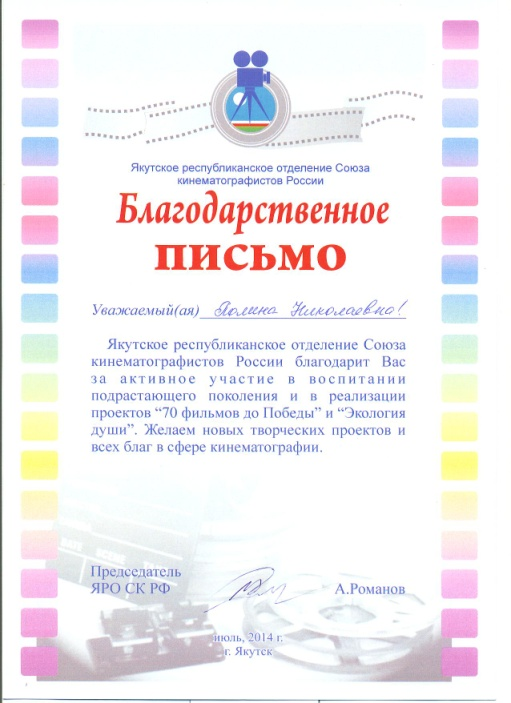 Якутское республиканское отделение Союза
кинематографистов России
Благодарственное
письмо
Уважаемый(ая) Полина Николаевна!
Якутское республиканское отделение Союза
кинематографистов России благодарит Вас
за активное участие в воспитании
подрастающего поколения и в реализации
проектов “70 фильмов до Победы” и “Экология
души”. Желаем новых творческих проектов и
всех благ в сфере кинематографии.
Председатель
ЯРО СК РФ
А.Романов
июль, 2014 г.
г. Якутск